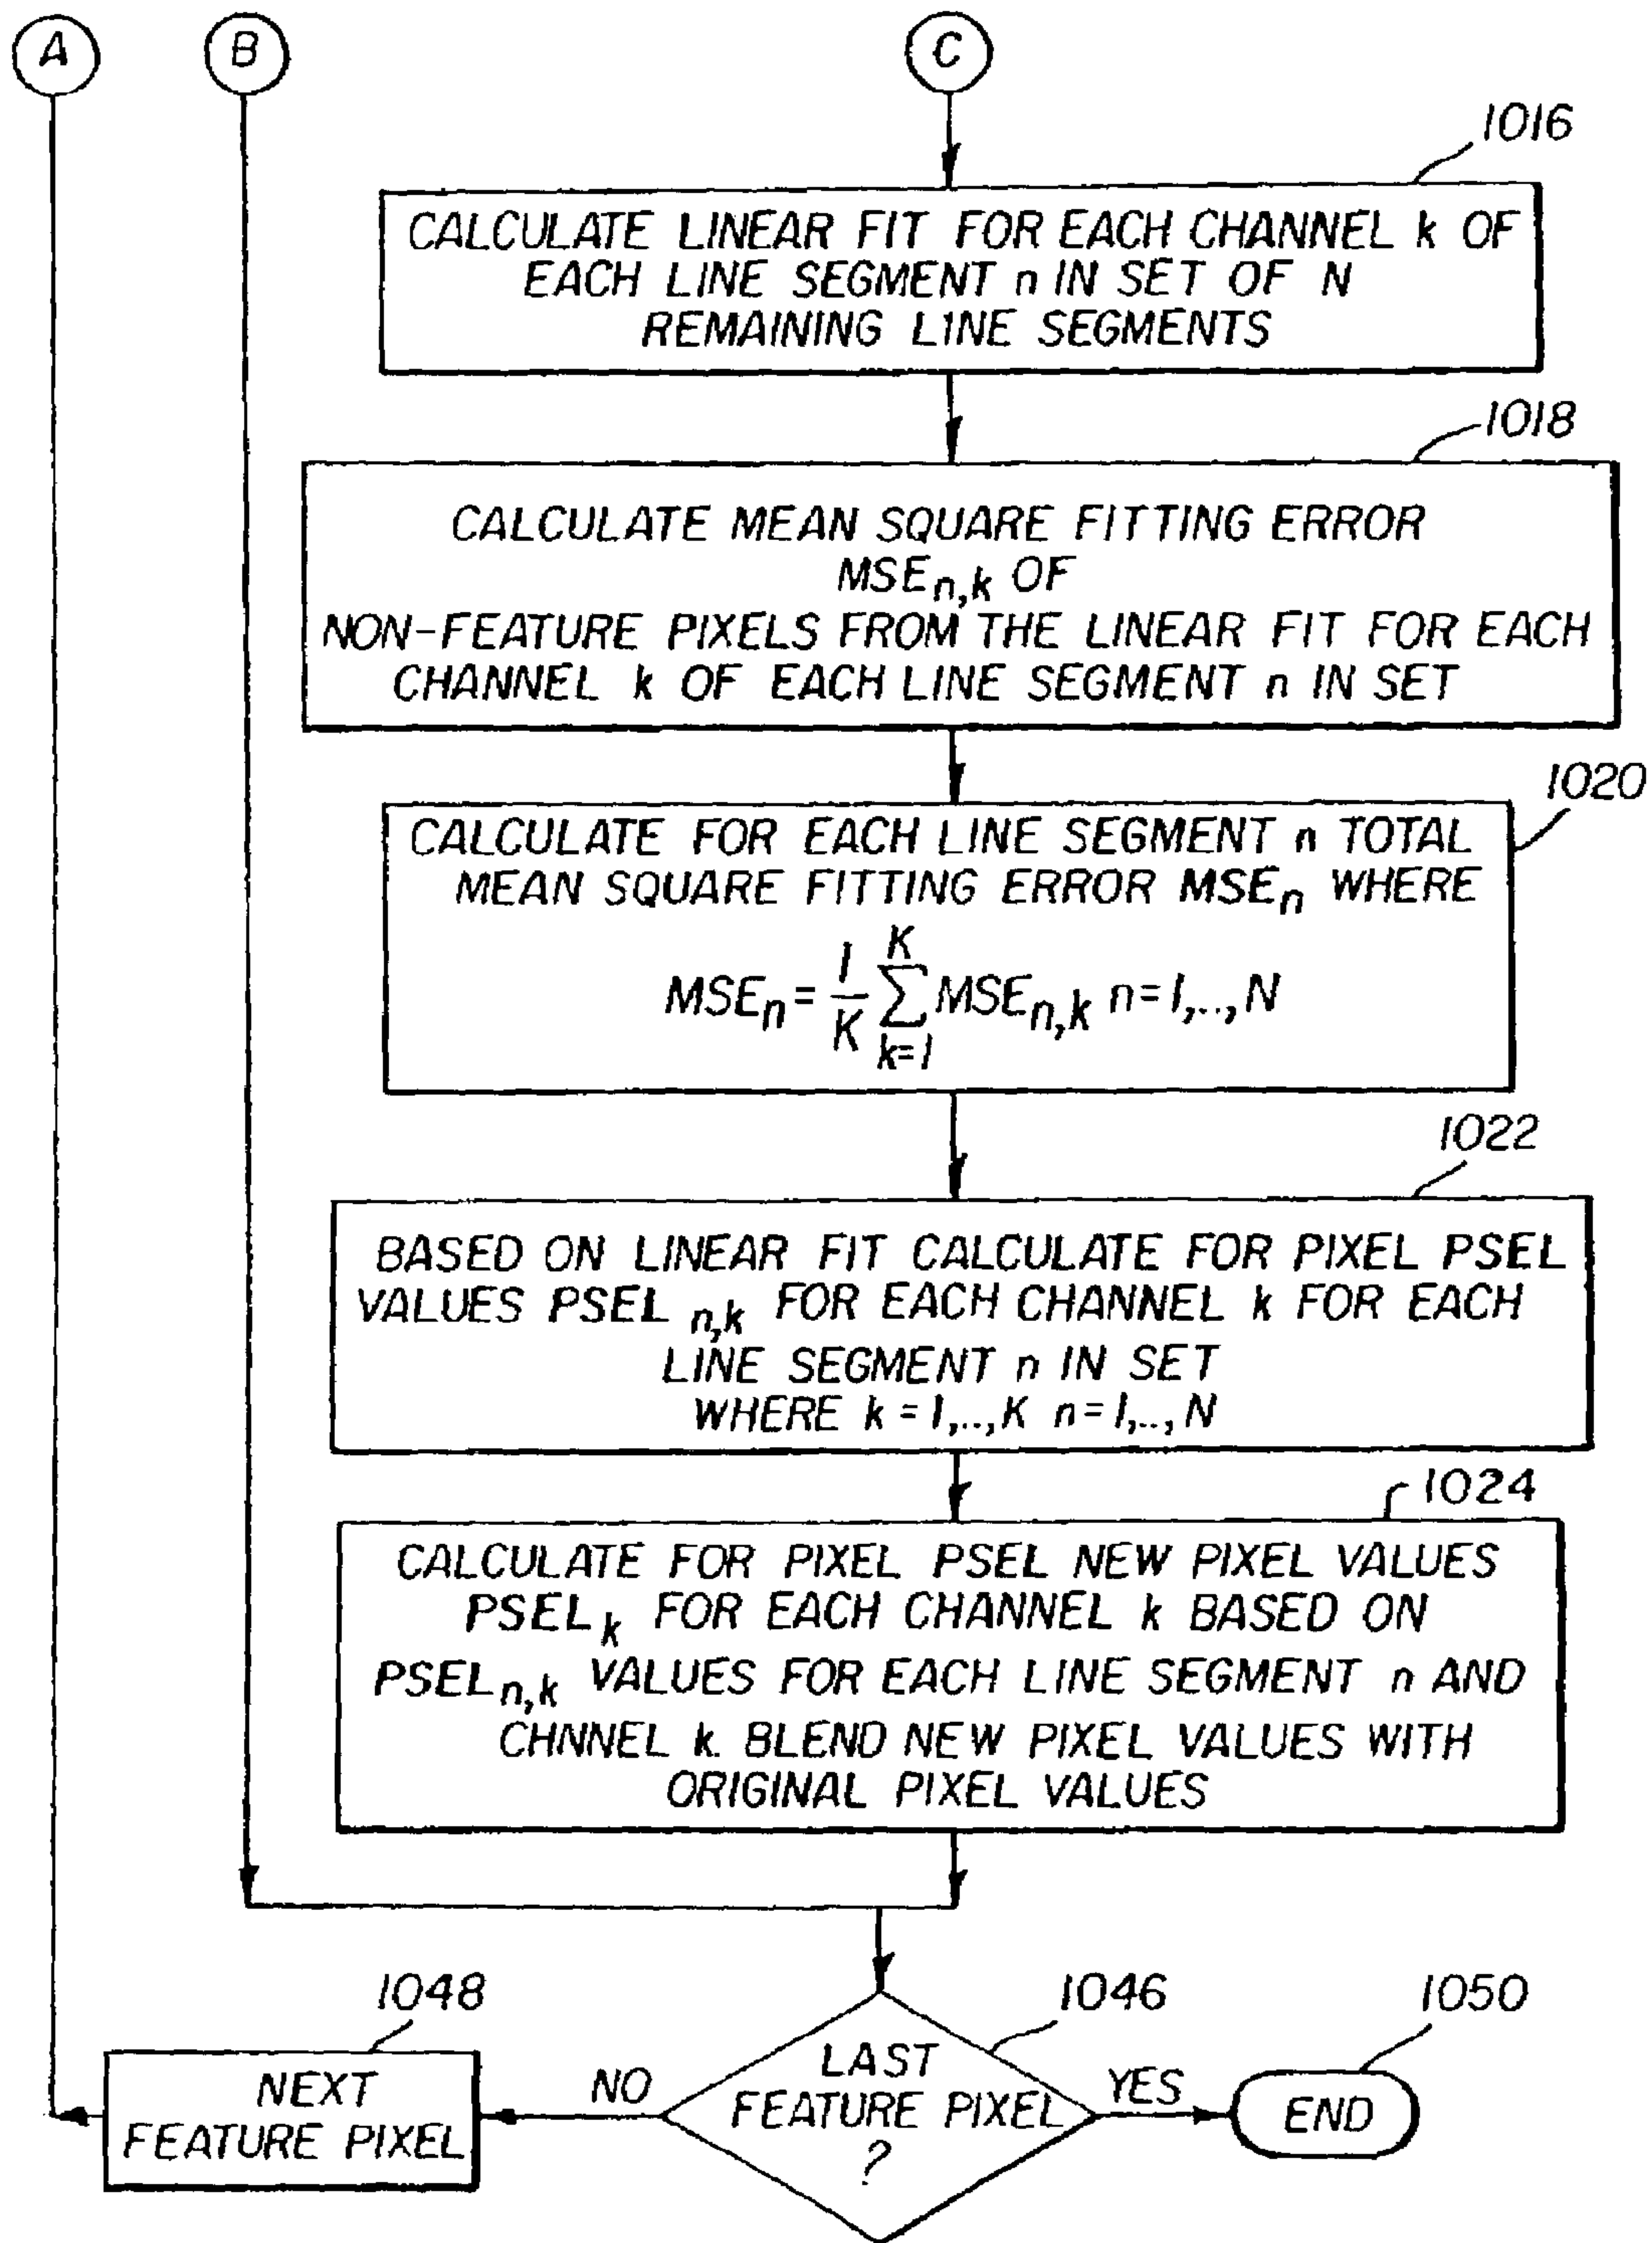 A B C
1016
CALCULATE LINEAR FIT FOR EACH CHANNEL k OF
EACH LINE SEGMENT n IN SET OF N
REMAINING LINE SEGMENTS
1018
CALCULATE MEAN SQUARE FITTING ERROR
MSEn,k OF
NON-FEATURE PIXELS FROM THE LINEAR FIT FOR EACH
CHANNEL k OF EACH LINE SEGMENT n IN SET
1020
CALCULATE FOR EACH LINE SEGMENT n TOTAL
MEAN SQUARE FITTING ERROR MSEn WHERE
MSEn = 1/K K∑k=1 MSEn,k n=1,..,N
1022
BASED ON LINEAR FIT CALCULATE FOR PIXEL PSEL
VALUES PSEL n,k FOR EACH CHANNEL k FOR EACH
LINE SEGMENT n IN SET
WHERE k=1,..,K n=1,..,N
1024
CALCULATE FOR PIXEL PSEL NEW PIXEL VALUES
PSELk FOR EACH CHANNEL k BASED ON
PSELn,k VALUES FOR EACH LINE SEGMENT n AND
CHNNEL k. BLEND NEW PIXEL VALUES WITH
ORIGINAL PIXEL VALUES
1048
NEXT
FEATURE PIXEL
NO
1046
LAST
FEATURE PIXEL
?
YES
1050
END